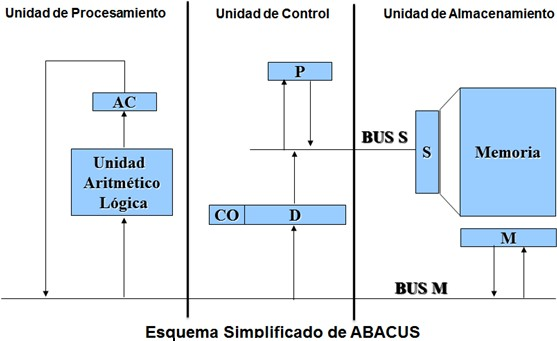 Unidad de Procesamiento
Unidad de Control
Unidad de Almacenamiento
P
AC
BUS S
S
Memoria
Unidad
Aritmético
Lógica
CO
D
M
BUS M
Esquema Simplificado de ABACUS